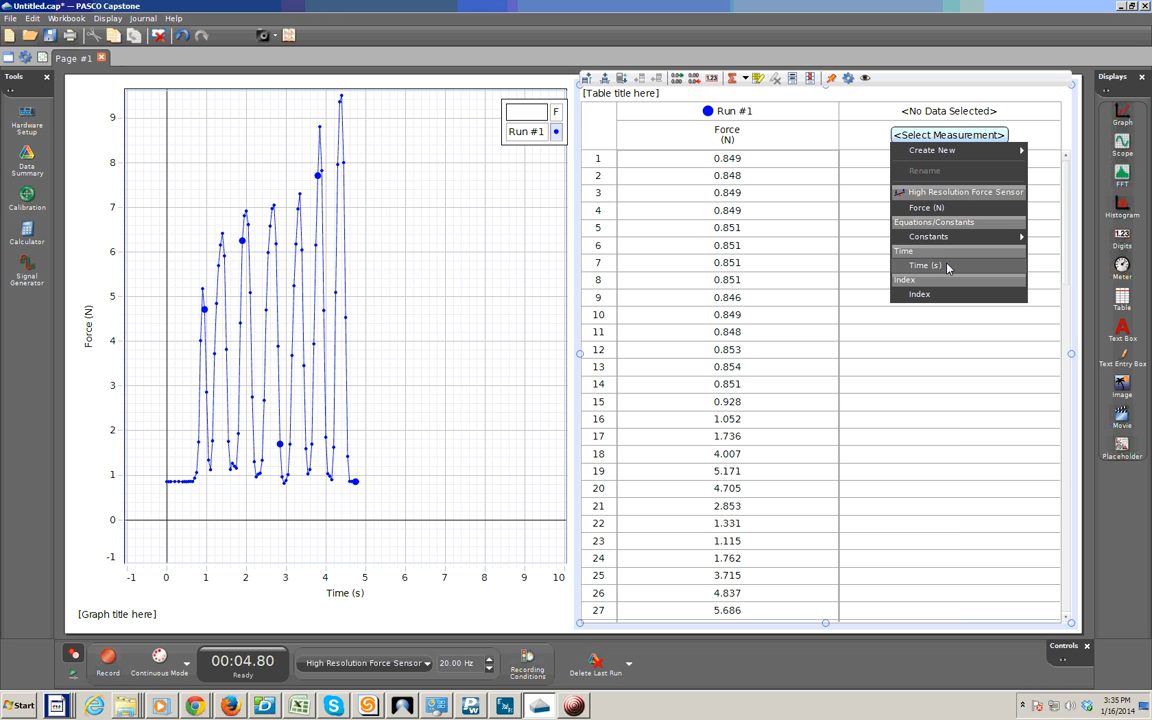 Untitled.cap* — PASCO Capstone
File Edit Workbook Display Journal Help
Page #1
Tools
Hardware
Setup
Data
Summary
Calibration
Calculator
Signal
Generator
9
8
7
6
5
4
3
2
1
0
-1
Force (N)
-1 0 1 2 3 4 5 6 7 8 9 10
Time (s)
[Graph title here]
F
Run #1
[Table title here]
Run #1 <No Data Selected>
Force
(N)
<Select Measurement>
1 0.849
2 0.848
3 0.849
4 0.849
5 0.851
6 0.851
7 0.851
8 0.851
9 0.846
10 0.849
11 0.848
12 0.853
13 0.854
14 0.851
15 0.928
16 1.052
17 1.736
18 4.007
19 5.171
20 4.705
21 2.853
22 1.331
23 1.115
24 1.762
25 3.715
26 4.837
27 5.686
Create New
Rename
High Resolution Force Sensor
Force (N)
Equations/Constants
Constants
Time
Time (s)
Index
Index
Displays
Graph
Scope
FFT
Histogram
1.23
Digits
Meter
Table
Text Box
Text Entry Box
Image
Movie
Placeholder
Record
Continuous Mode
00:04.80
Ready
High Resolution Force Sensor
20.00 Hz
Recording
Conditions
Delete Last Run
Controls
Start
3:35 PM
1/16/2014